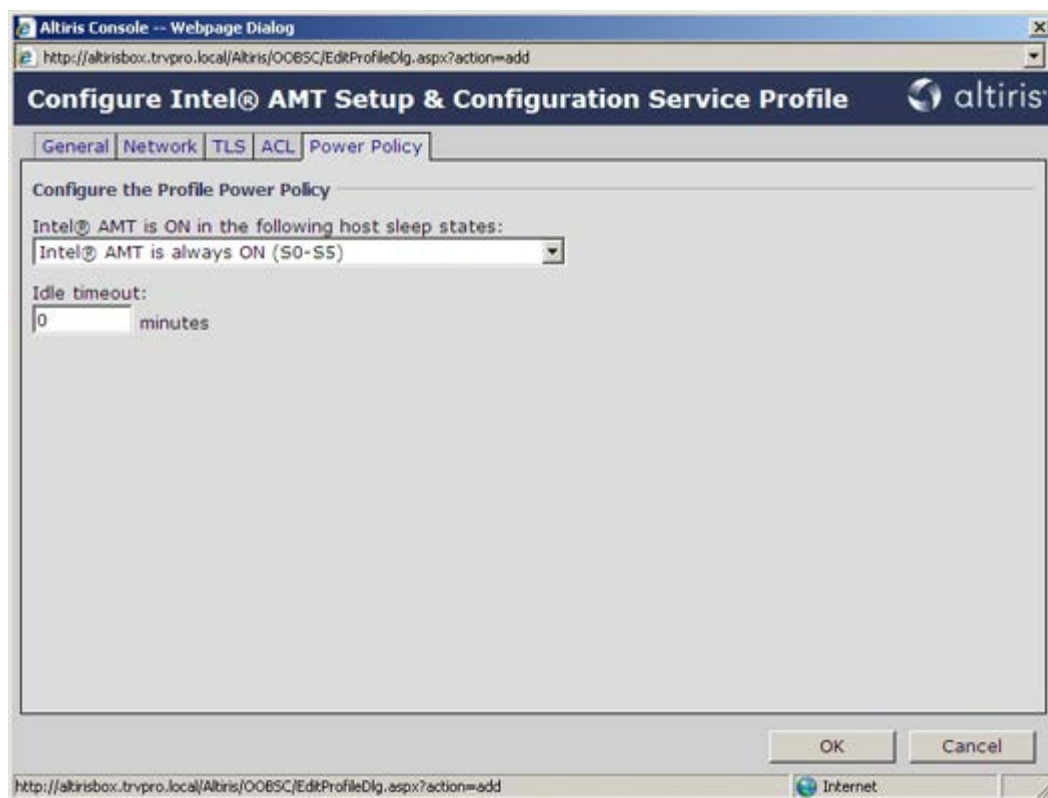 Altiris Console -- Webpage Dialog
http://altirisbox.trvpro.local/Altiris/OOBSC/EditProfileDlg.aspx?action=add
Configure Intel® AMT Setup & Configuration Service Profile altiris
General Network TLS ACL Power Policy
Configure the Profile Power Policy
Intel® AMT is ON in the following host sleep states:
Intel® AMT is always ON (S0-S5)
Idle timeout:
0 minutes
OK Cancel
http://altirisbox.trvpro.local/Altiris/OOBSC/EditProfileDlg.aspx?action=add Internet